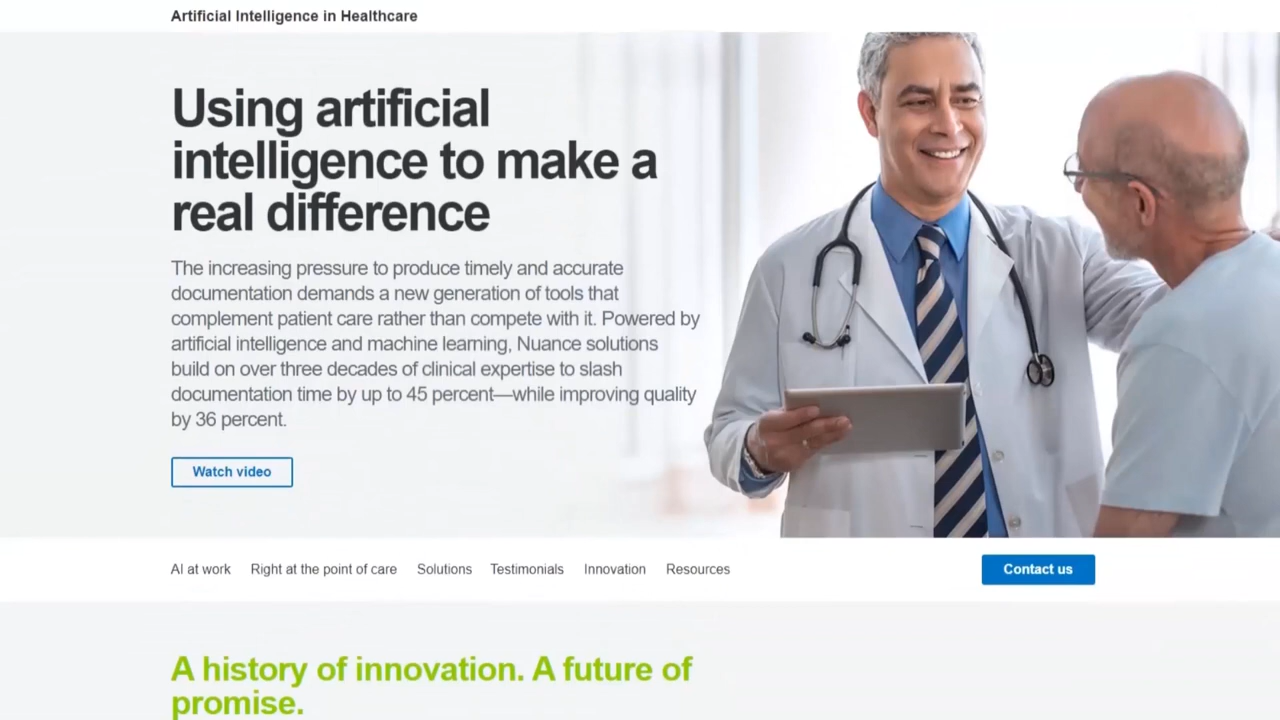 Artificial Intelligence in Healthcare
Using artificial
intelligence to make a
real difference
The increasing pressure to produce timely and accurate
documentation demands a new generation of tools that
complement patient care rather than compete with it. Powered by
artificial intelligence and machine learning, Nuance solutions
build on over three decades of clinical expertise to slash
documentation time by up to 45 percent—while improving quality
by 36 percent.
Watch video
AI at work Right at the point of care Solutions Testimonials Innovation Resources Contact us
A history of innovation. A future of
promise.